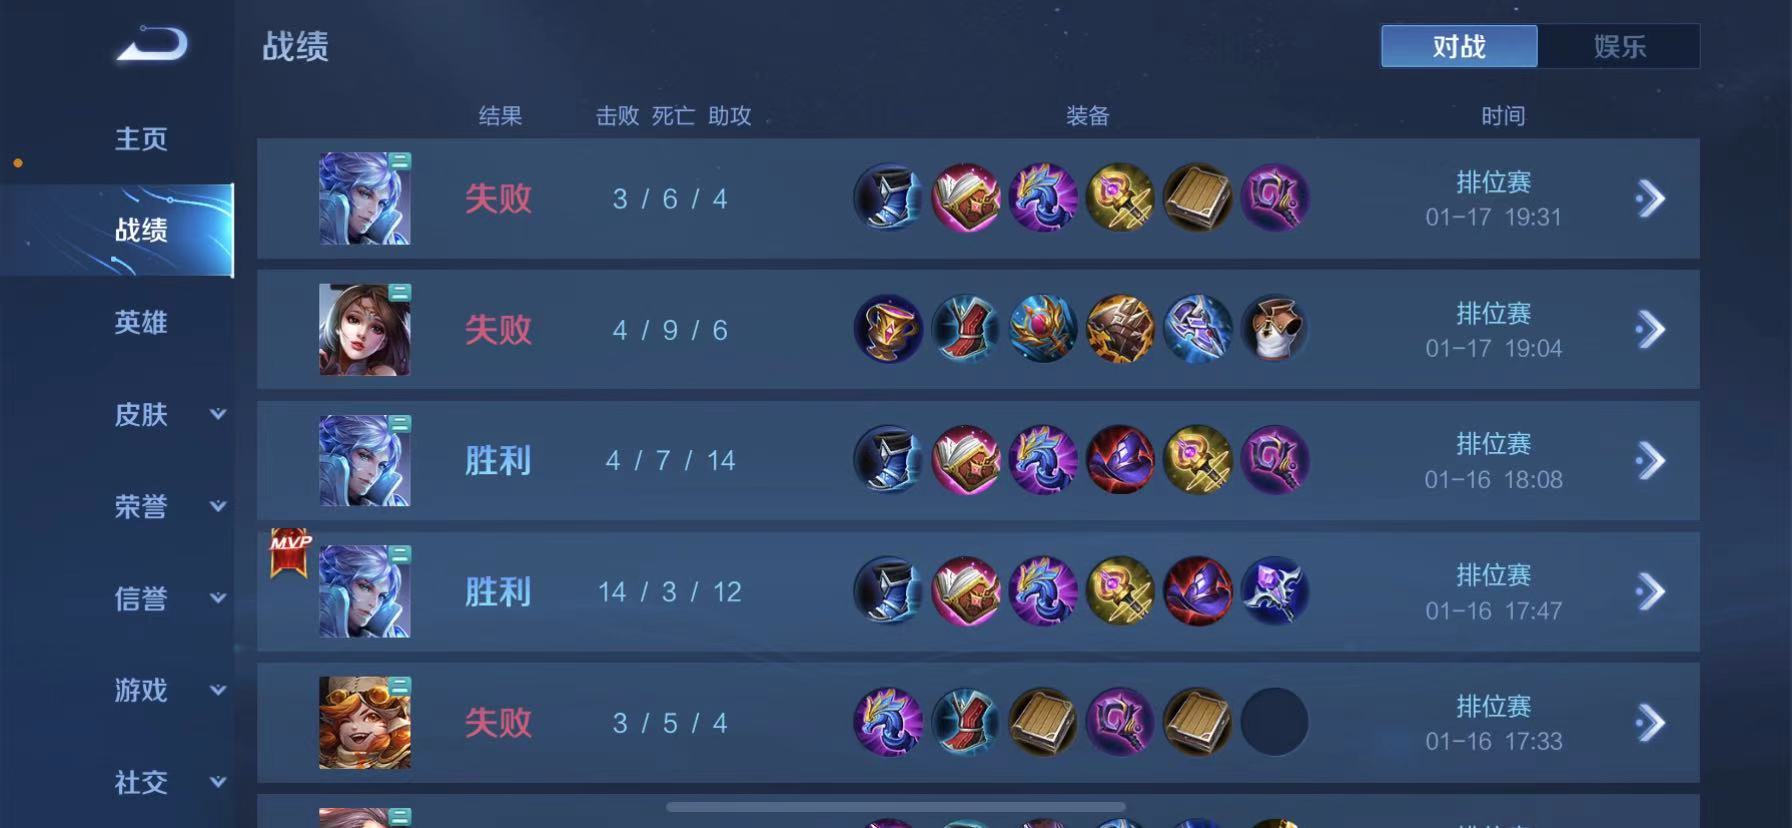 战绩
对战
娱乐
主页
战绩
英雄
皮肤
荣誉
信誉
游戏
社交
结果
击败 死亡 助攻
装备
时间
失败
3 / 6 / 4
排位赛
01-17 19:31
失败
4 / 9 / 6
排位赛
01-17 19:04
胜利
4 / 7 / 14
排位赛
01-16 18:08
MVP
胜利
14 / 3 / 12
排位赛
01-16 17:47
失败
3 / 5 / 4
排位赛
01-16 17:33